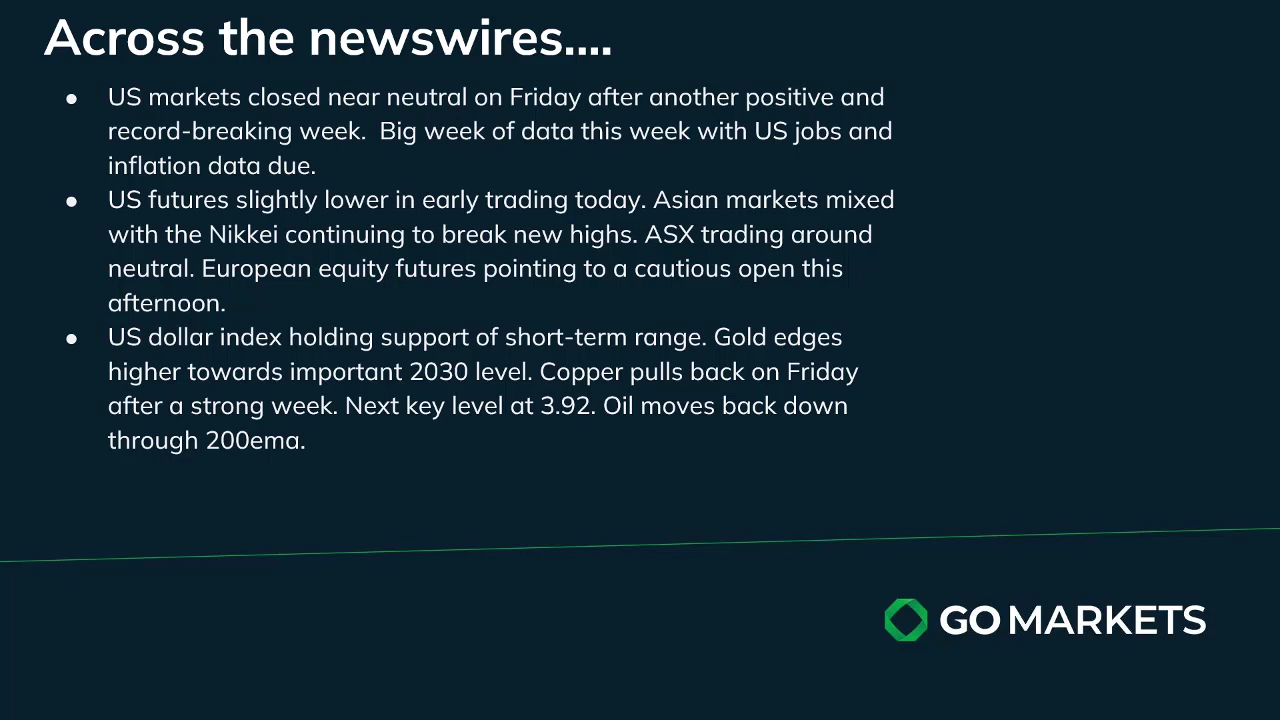 Across the newswires....
● US markets closed near neutral on Friday after another positive and
record-breaking week.  Big week of data this week with US jobs and
inflation data due.
● US futures slightly lower in early trading today. Asian markets mixed
with the Nikkei continuing to break new highs. ASX trading around
neutral. European equity futures pointing to a cautious open this
afternoon.
● US dollar index holding support of short-term range. Gold edges
higher towards important 2030 level. Copper pulls back on Friday
after a strong week. Next key level at 3.92. Oil moves back down
through 200ema.
GO MARKETS